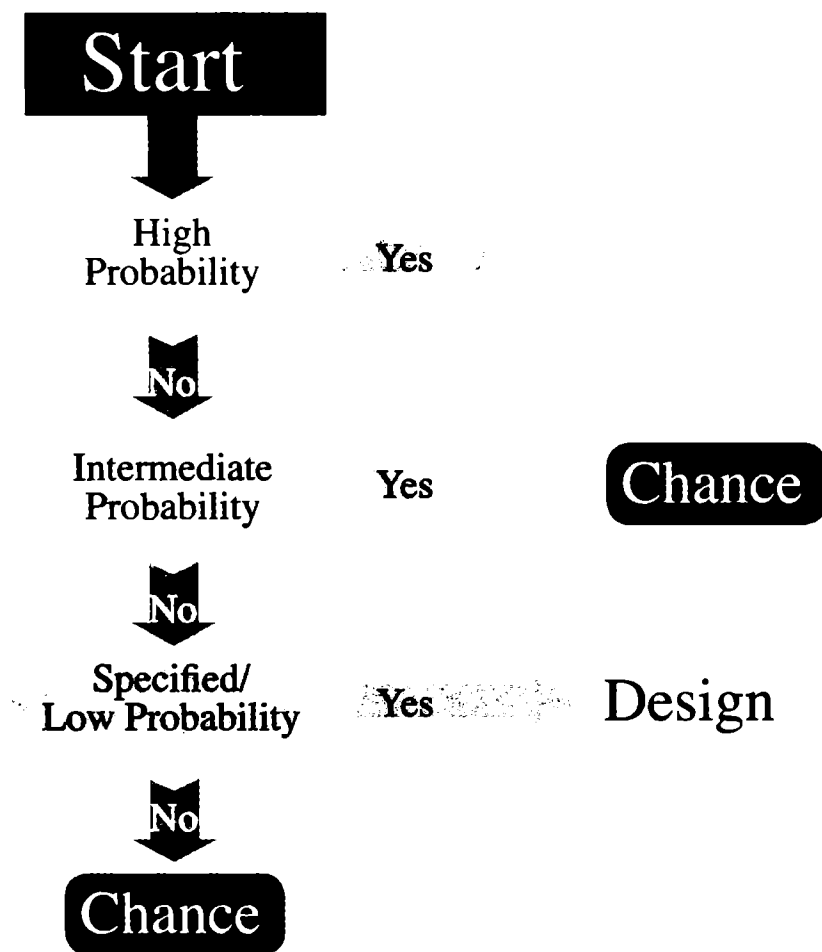 Start
High
Probability
Yes
No
Intermediate
Probability
Yes
Chance
No
Specified/
Low Probability
Yes
Design
No
Chance